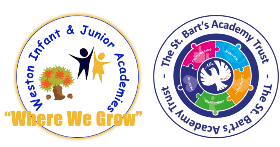 Weston Infant & Junior Academies
"Where We Grow"
The St. Bart's Academy Trust - The St. Bart's Academy Trust -